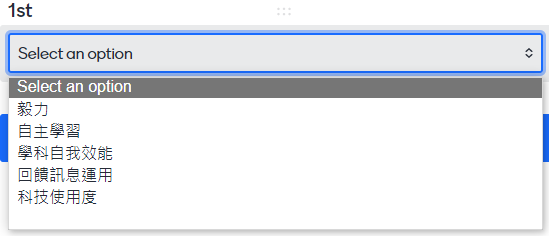 1st
Select an option
Select an option
毅力
自主學習
學科自我效能
回饋訊息運用
科技使用度